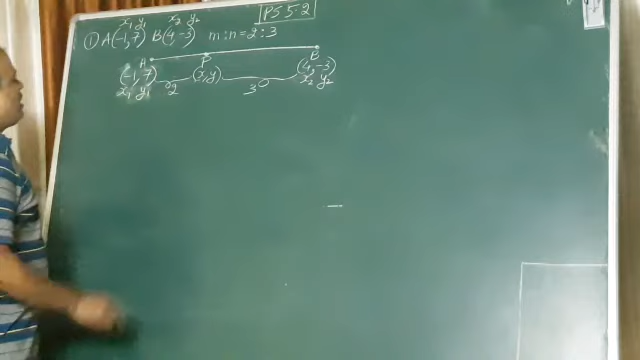 PS 5.2
x₁ y₁ x₂ y₂
① A(-1, 7) B(4, -3) m:n = 2:3
A P B
(-1, 7) (x, y) (4, -3)
x₁ y₁ 2 3 x₂ y₂